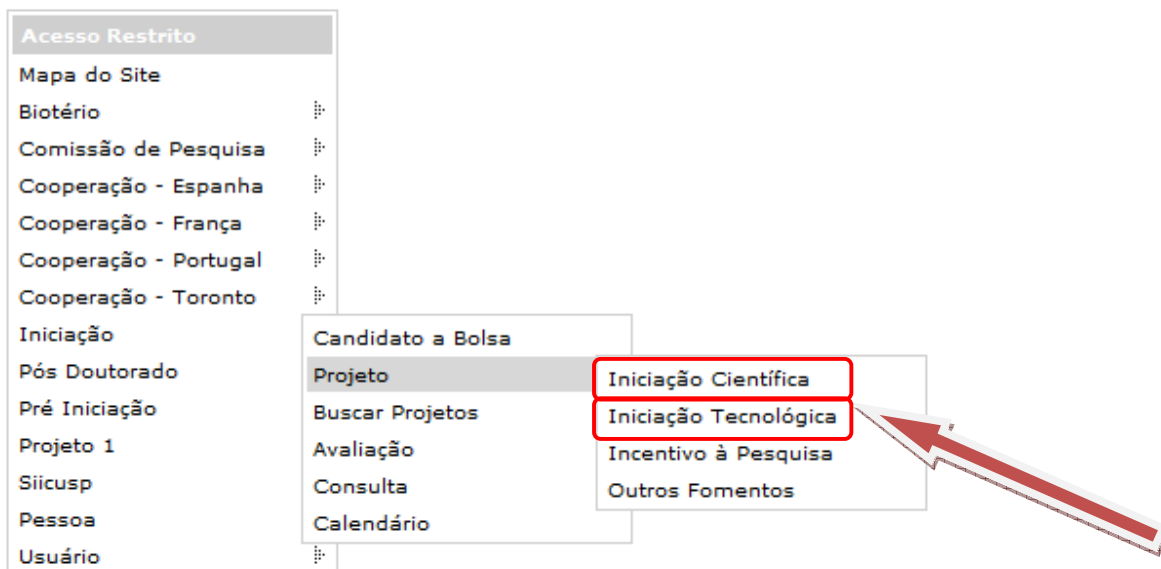 Acesso Restrito
Mapa do Site
Biotério
Comissão de Pesquisa
Cooperação - Espanha
Cooperação - França
Cooperação - Portugal
Cooperação - Toronto
Iniciação
Pós Doutorado
Pré Iniciação
Projeto 1
Siicusp
Pessoa
Usuário
Candidato a Bolsa
Projeto
Buscar Projetos
Avaliação
Consulta
Calendário
Iniciação Científica
Iniciação Tecnológica
Incentivo à Pesquisa
Outros Fomentos